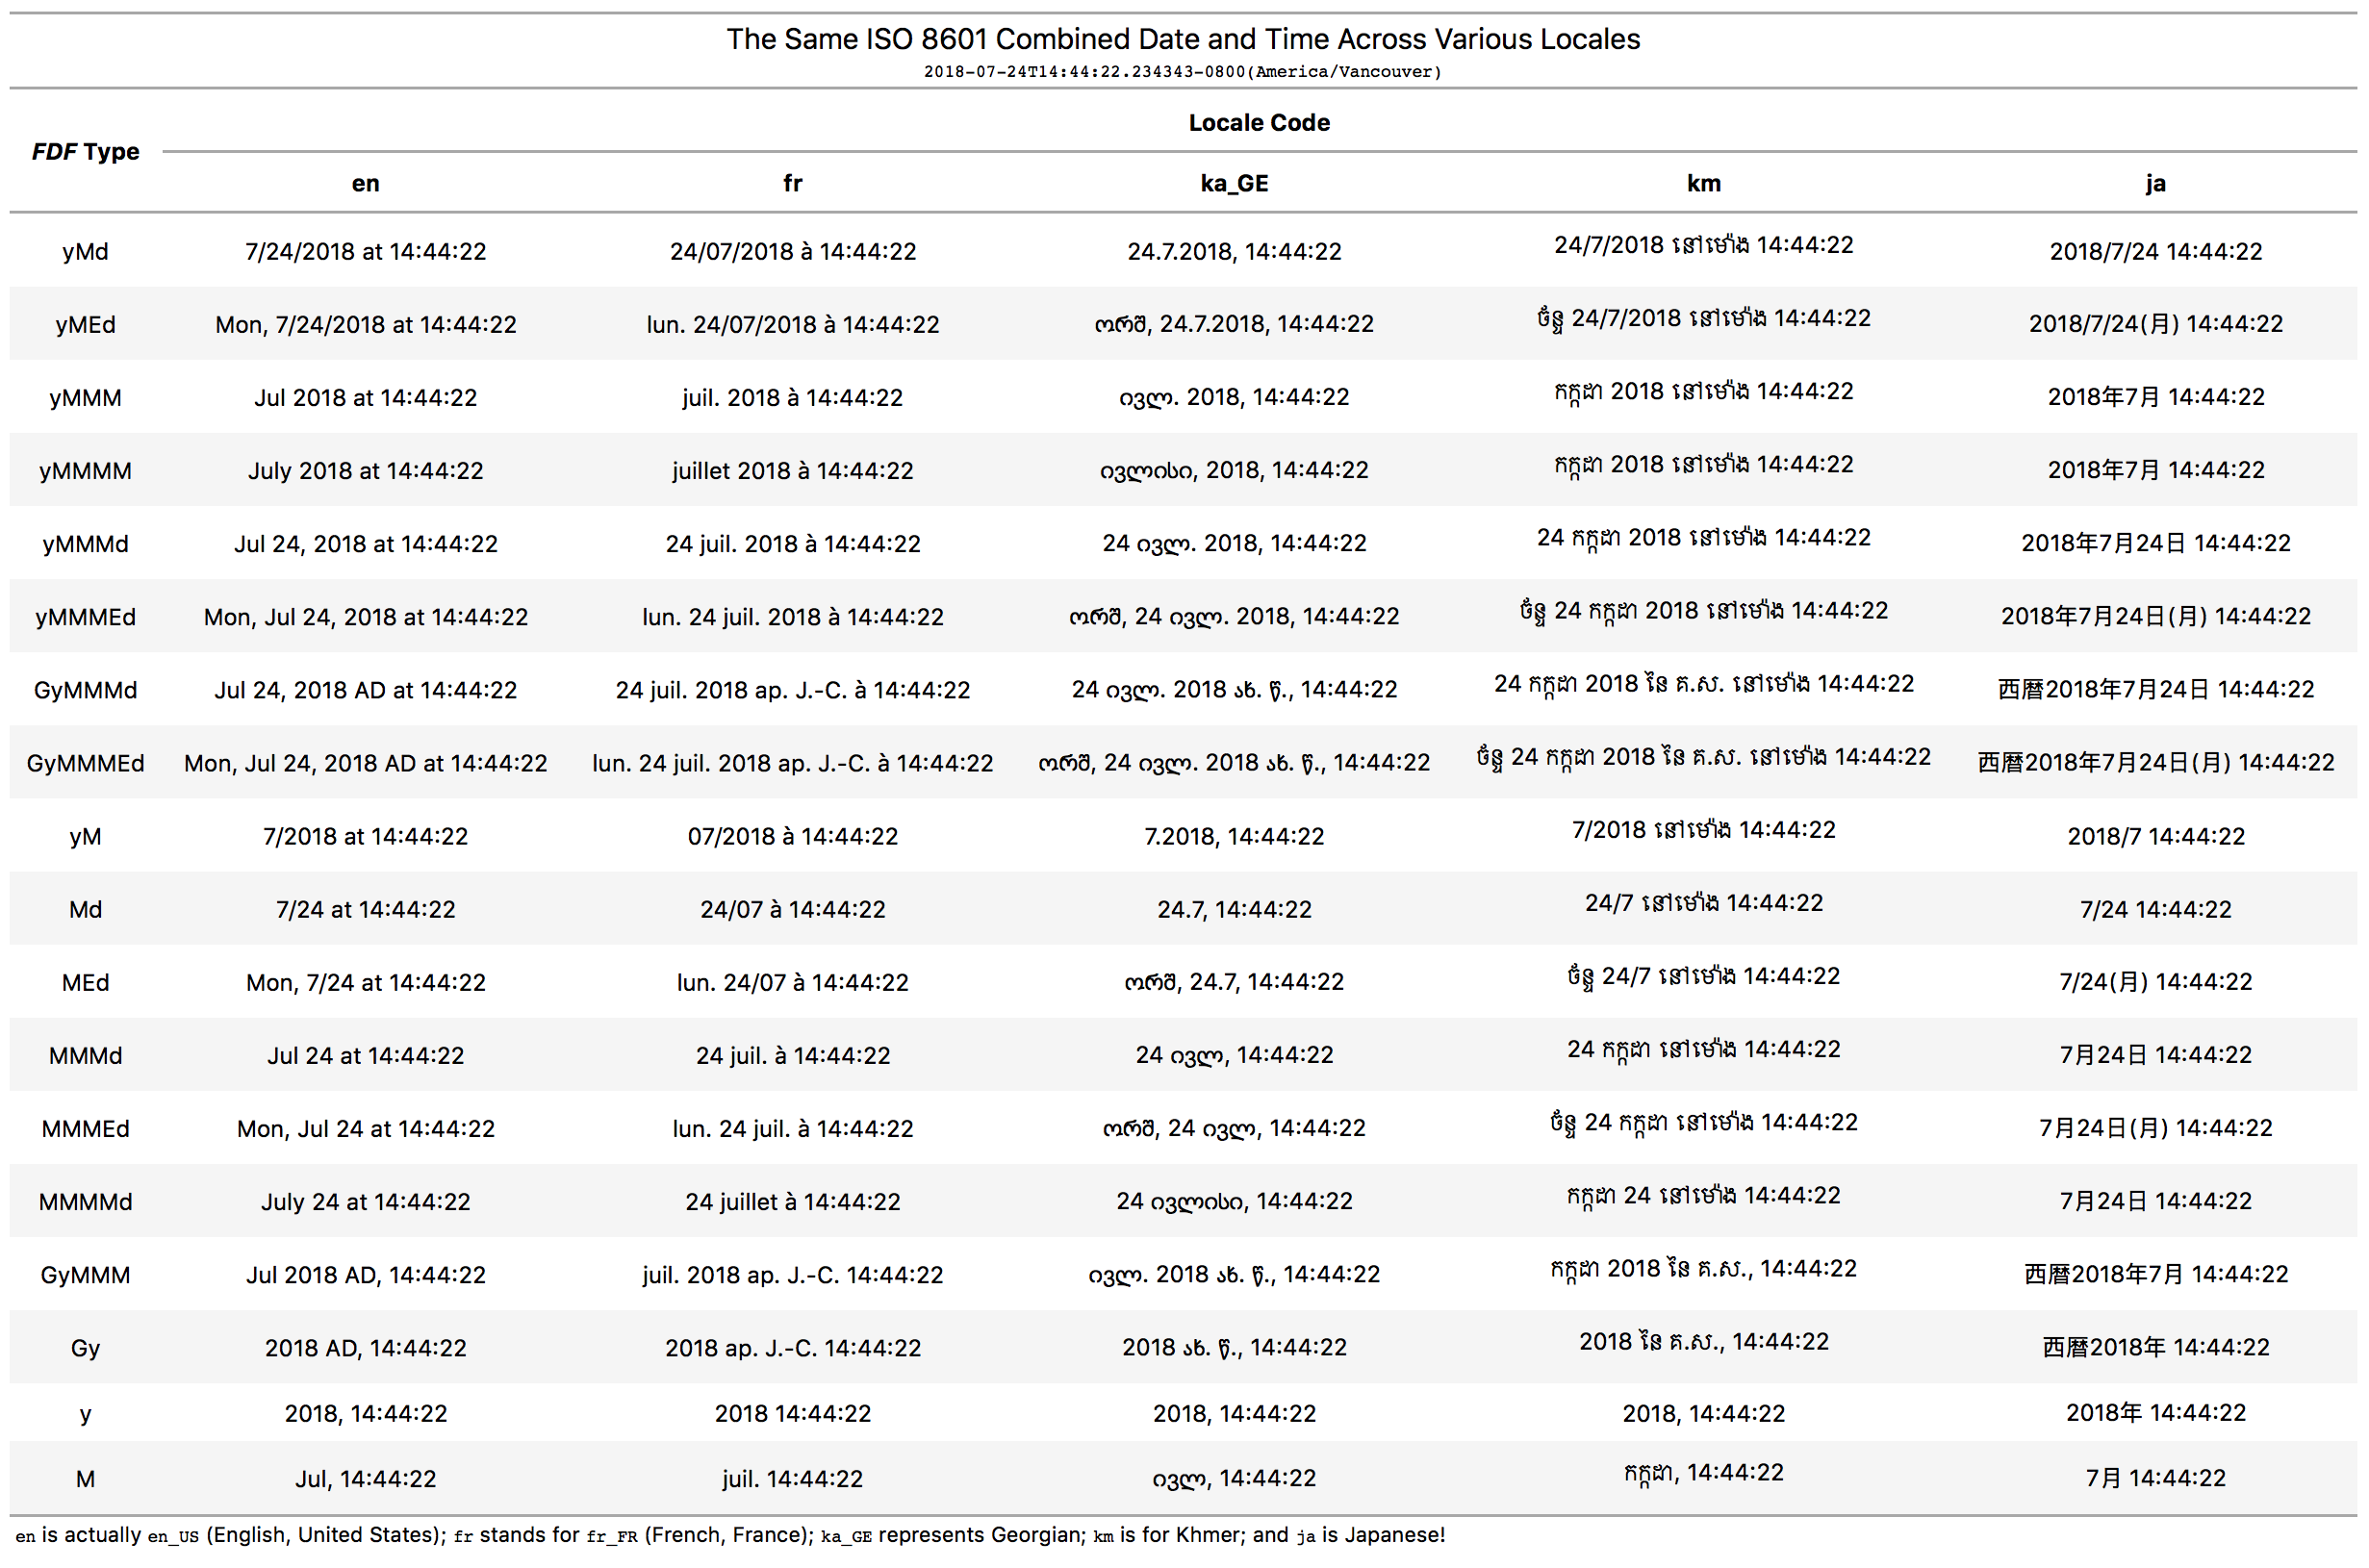 The Same ISO 8601 Combined Date and Time Across Various Locales
2018-07-24T14:44:22.234343-0800(America/Vancouver)
FDF Type Locale Code
en fr ka_GE km ja
yMd 7/24/2018 at 14:44:22 24/07/2018 à 14:44:22 24.7.2018, 14:44:22 24/7/2018 នៅម៉ោង 14:44:22 2018/7/24 14:44:22
yMEd Mon, 7/24/2018 at 14:44:22 lun. 24/07/2018 à 14:44:22 ორშ, 24.7.2018, 14:44:22 ច័ន្ទ 24/7/2018 នៅម៉ោង 14:44:22 2018/7/24(月) 14:44:22
yMMM Jul 2018 at 14:44:22 juil. 2018 à 14:44:22 ივლ. 2018, 14:44:22 កក្កដា 2018 នៅម៉ោង 14:44:22 2018年7月 14:44:22
yMMMM July 2018 at 14:44:22 juillet 2018 à 14:44:22 ივლისი, 2018, 14:44:22 កក្កដា 2018 នៅម៉ោង 14:44:22 2018年7月 14:44:22
yMMMd Jul 24, 2018 at 14:44:22 24 juil. 2018 à 14:44:22 24 ივლ. 2018, 14:44:22 24 កក្កដា 2018 នៅម៉ោង 14:44:22 2018年7月24日 14:44:22
yMMMEd Mon, Jul 24, 2018 at 14:44:22 lun. 24 juil. 2018 à 14:44:22 ორშ, 24 ივლ. 2018, 14:44:22 ច័ន្ទ 24 កក្កដា 2018 នៅម៉ោង 14:44:22 2018年7月24日(月) 14:44:22
GyMMMd Jul 24, 2018 AD at 14:44:22 24 juil. 2018 ap. J.-C. à 14:44:22 24 ივლ. 2018 ახ. წ., 14:44:22 24 កក្កដា 2018 នៃ គ.ស. នៅម៉ោង 14:44:22 西暦2018年7月24日 14:44:22
GyMMMEd Mon, Jul 24, 2018 AD at 14:44:22 lun. 24 juil. 2018 ap. J.-C. à 14:44:22 ორშ, 24 ივლ. 2018 ახ. წ., 14:44:22 ច័ន្ទ 24 កក្កដា 2018 នៃ គ.ស. នៅម៉ោង 14:44:22 西暦2018年7月24日(月) 14:44:22
yM 7/2018 at 14:44:22 07/2018 à 14:44:22 7.2018, 14:44:22 7/2018 នៅម៉ោង 14:44:22 2018/7 14:44:22
Md 7/24 at 14:44:22 24/07 à 14:44:22 24.7, 14:44:22 24/7 នៅម៉ោង 14:44:22 7/24 14:44:22
MEd Mon, 7/24 at 14:44:22 lun. 24/07 à 14:44:22 ორშ, 24.7, 14:44:22 ច័ន្ទ 24/7 នៅម៉ោង 14:44:22 7/24(月) 14:44:22
MMMd Jul 24 at 14:44:22 24 juil. à 14:44:22 24 ივლ, 14:44:22 24 កក្កដា នៅម៉ោង 14:44:22 7月24日 14:44:22
MMMEd Mon, Jul 24 at 14:44:22 lun. 24 juil. à 14:44:22 ორშ, 24 ივლ, 14:44:22 ច័ន្ទ 24 កក្កដា នៅម៉ោង 14:44:22 7月24日(月) 14:44:22
MMMMd July 24 at 14:44:22 24 juillet à 14:44:22 24 ივლისი, 14:44:22 កក្កដា 24 នៅម៉ោង 14:44:22 7月24日 14:44:22
GyMMM Jul 2018 AD, 14:44:22 juil. 2018 ap. J.-C. 14:44:22 ივლ. 2018 ახ. წ., 14:44:22 កក្កដា 2018 នៃ គ.ស., 14:44:22 西暦2018年7月 14:44:22
Gy 2018 AD, 14:44:22 2018 ap. J.-C. 14:44:22 2018 ახ. წ., 14:44:22 2018 នៃ គ.ស., 14:44:22 西暦2018年 14:44:22
y 2018, 14:44:22 2018 14:44:22 2018, 14:44:22 2018, 14:44:22 2018年 14:44:22
M Jul, 14:44:22 juil. 14:44:22 ივლ, 14:44:22 កក្កដា, 14:44:22 7月 14:44:22
en is actually en_US (English, United States); fr stands for fr_FR (French, France); ka_GE represents Georgian; km is for Khmer; and ja is Japanese!